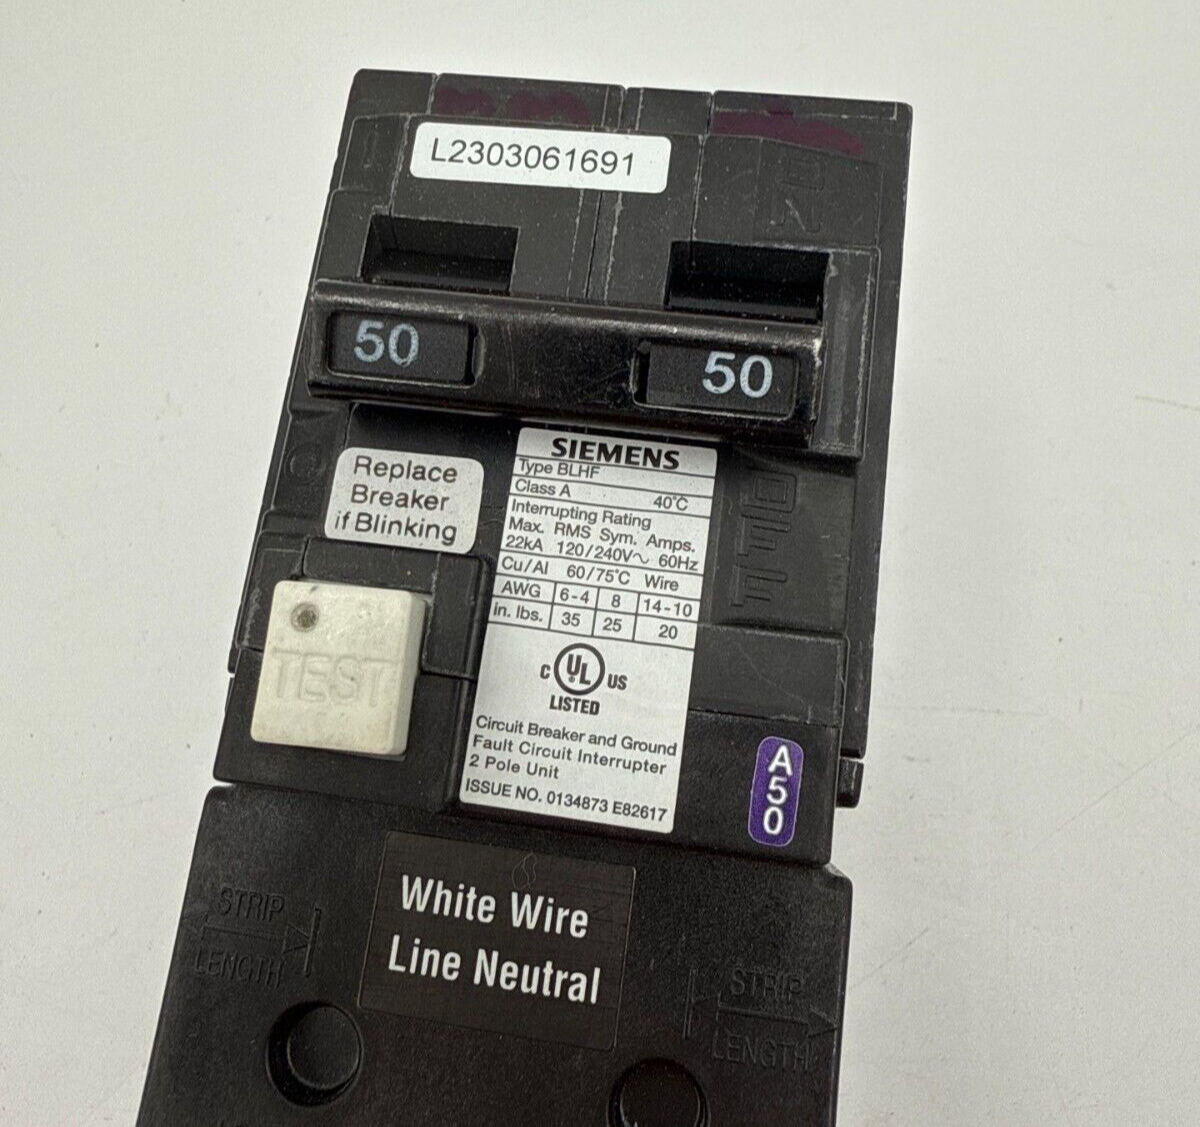 L2303061691
50
50
Replace
Breaker
if Blinking
SIEMENS
Type BLHF
Class A 40°C
Interrupting Rating
Max. RMS Sym. Amps.
22kA 120/240V~ 60Hz
Cu/Al 60/75°C Wire
AWG 6-4 8 14-10
in. lbs. 35 25 20
C UL US
LISTED
Circuit Breaker and Ground
Fault Circuit Interrupter
2 Pole Unit
ISSUE NO. 0134873 E82617
TEST
A50
White Wire
Line Neutral
STRIP
LENGTH
STRIP
LENGTH
OFF